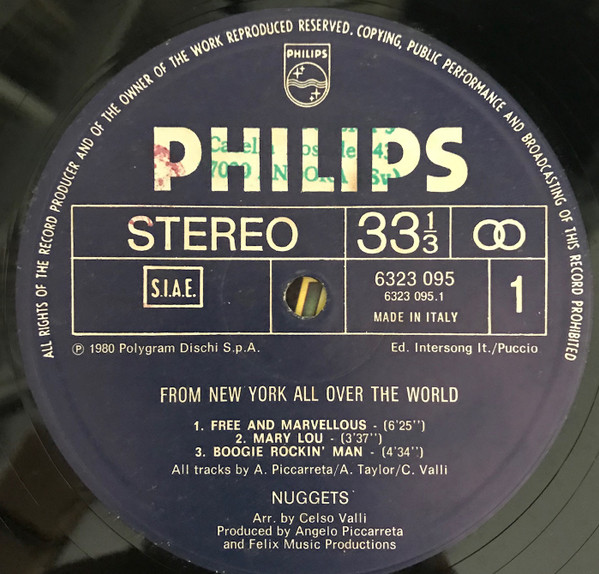 ALL RIGHTS OF THE RECORD PRODUCER AND OF THE OWNER OF THE WORK REPRODUCED RESERVED. COPYING, PUBLIC PERFORMANCE AND BROADCASTING OF THIS RECORD PROHIBITED
PHILIPS
PHILIPS
STEREO 33 1/3
S.I.A.E. 6323 095 1
6323 095.1
MADE IN ITALY
℗ 1980 Polygram Dischi S.p.A. Ed. Intersong It./Puccio
FROM NEW YORK ALL OVER THE WORLD
1. FREE AND MARVELLOUS - (6'25'')
2. MARY LOU - (3'37'')
3. BOOGIE ROCKIN' MAN - (4'34'')
All tracks by A. Piccarreta/A. Taylor/C. Valli
NUGGETS
Arr. by Celso Valli
Produced by Angelo Piccarreta
and Felix Music Productions